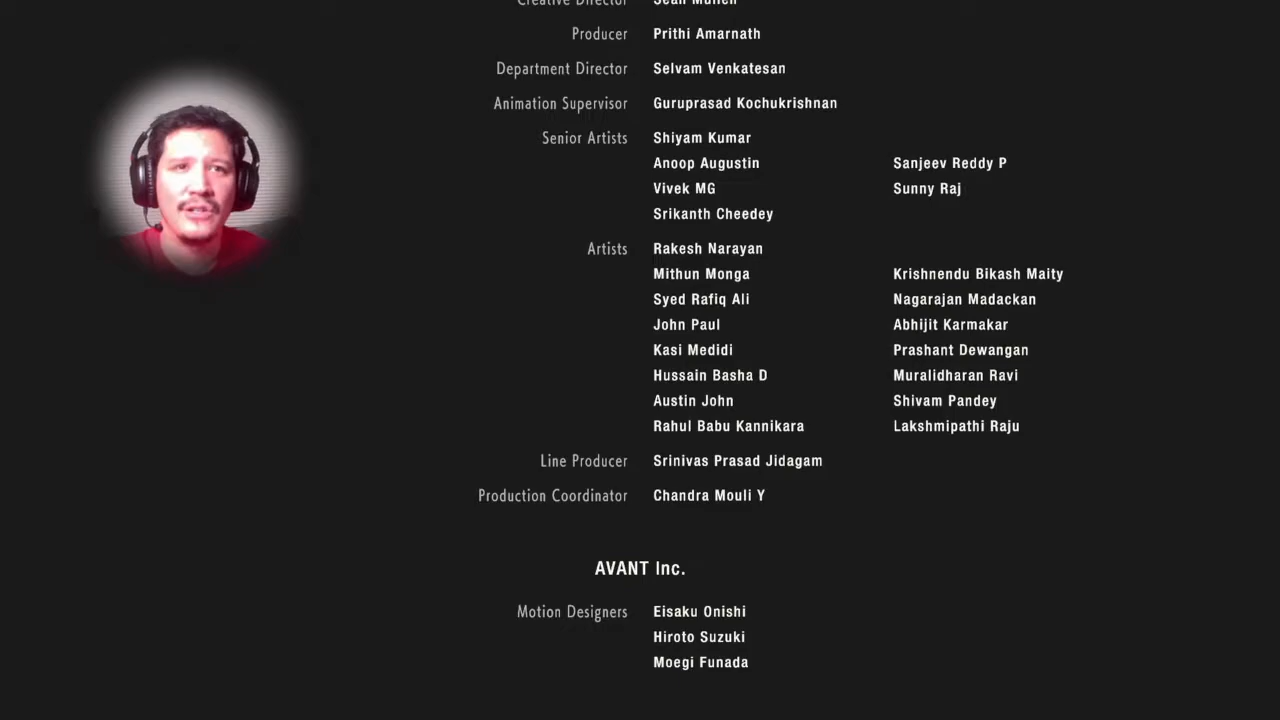 Creative Director Sean Mullen
Producer Prithi Amarnath
Department Director Selvam Venkatesan
Animation Supervisor Guruprasad Kochukrishnan
Senior Artists Shiyam Kumar
Anoop Augustin Sanjeev Reddy P
Vivek MG Sunny Raj
Srikanth Cheedey
Artists Rakesh Narayan
Mithun Monga Krishnendu Bikash Maity
Syed Rafiq Ali Nagarajan Madackan
John Paul Abhijit Karmakar
Kasi Medidi Prashant Dewangan
Hussain Basha D Muralidharan Ravi
Austin John Shivam Pandey
Rahul Babu Kannikara Lakshmipathi Raju
Line Producer Srinivas Prasad Jidagam
Production Coordinator Chandra Mouli Y
AVANT Inc.
Motion Designers Eisaku Onishi
Hiroto Suzuki
Moegi Funada